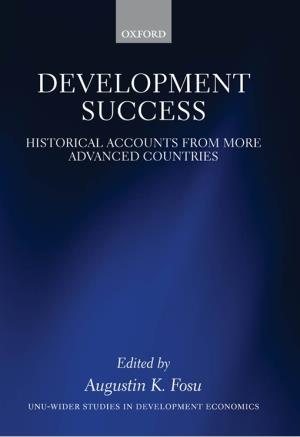 OXFORD
DEVELOPMENT
SUCCESS
HISTORICAL ACCOUNTS FROM MORE
ADVANCED COUNTRIES
Edited by
Augustin K. Fosu
UNU-WIDER STUDIES IN DEVELOPMENT ECONOMICS